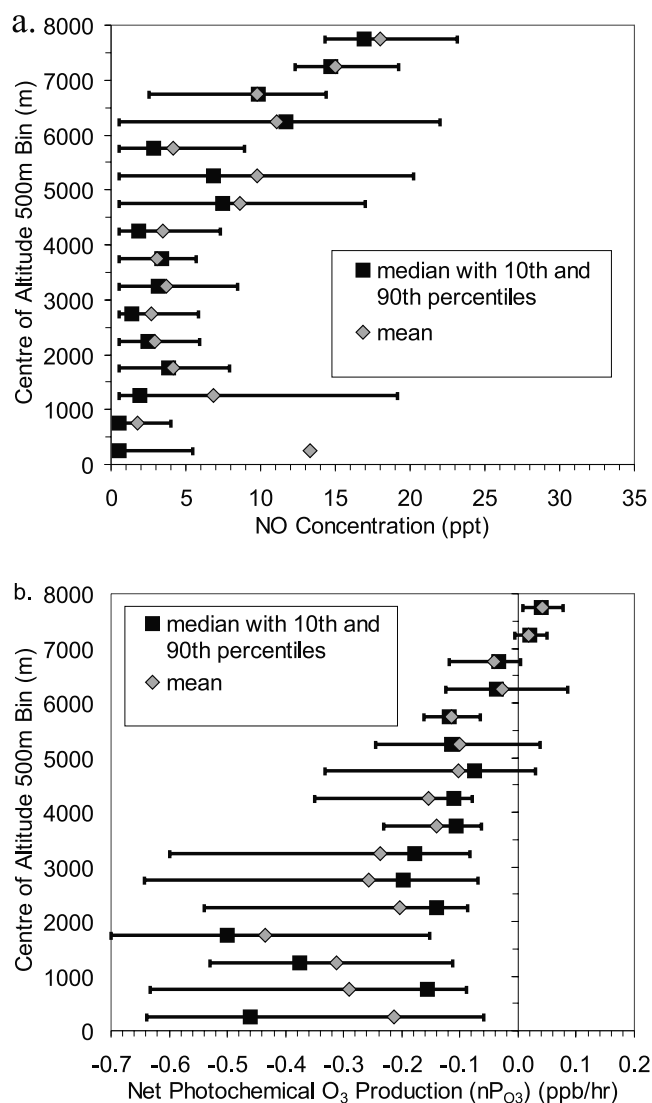 a.
8000
7000
6000
5000
4000
3000
2000
1000
0
Centre of Altitude 500m Bin (m)
median with 10th and
90th percentiles
mean
0 5 10 15 20 25 30 35
NO Concentration (ppt)
b.
8000
7000
6000
5000
4000
3000
2000
1000
0
Centre of Altitude 500m Bin (m)
median with 10th and
90th percentiles
mean
-0.7 -0.6 -0.5 -0.4 -0.3 -0.2 -0.1 0.0 0.1 0.2
Net Photochemical O3 Production (nPO3) (ppb/hr)